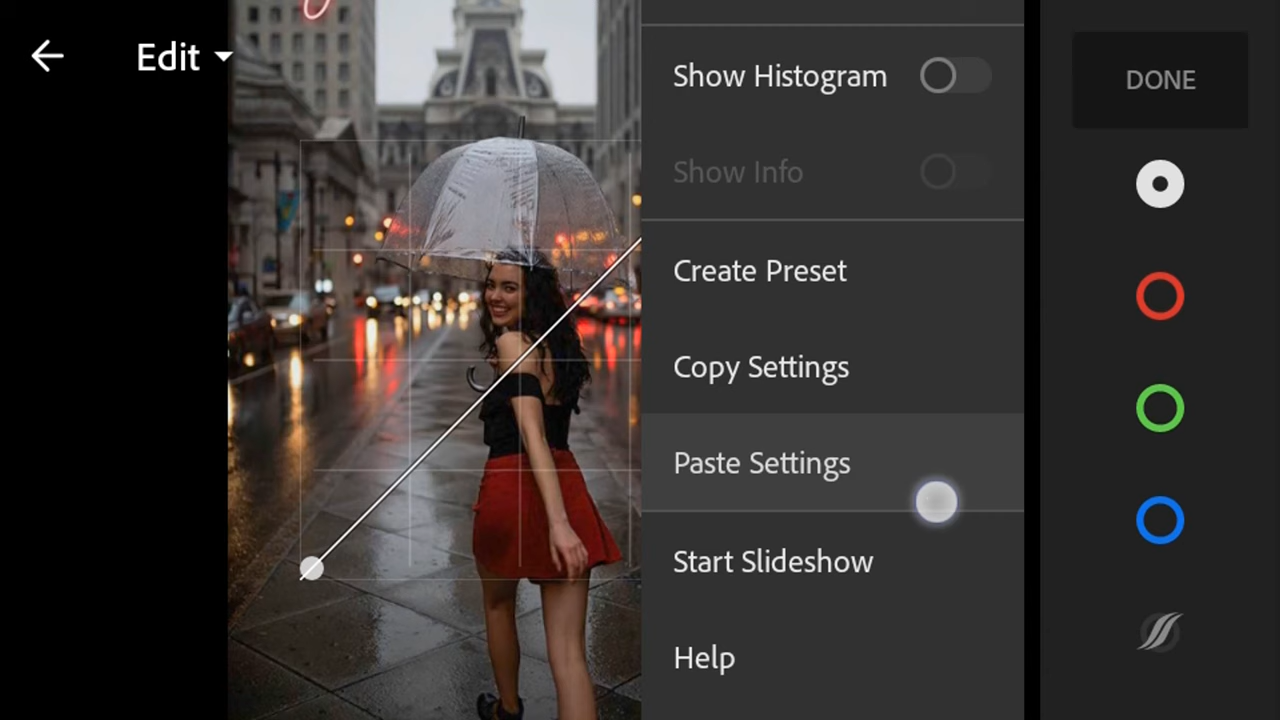 Edit
Show Histogram
DONE
Show Info
Create Preset
Copy Settings
Paste Settings
Start Slideshow
Help